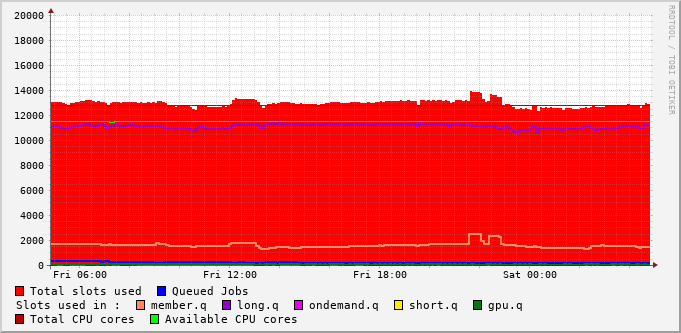 RRDTOOL / TOBI OETIKER
20000
18000
16000
14000
12000
10000
8000
6000
4000
2000
0
Fri 06:00 Fri 12:00 Fri 18:00 Sat 00:00
Total slots used Queued Jobs
Slots used in : member.q long.q ondemand.q short.q gpu.q
Total CPU cores Available CPU cores